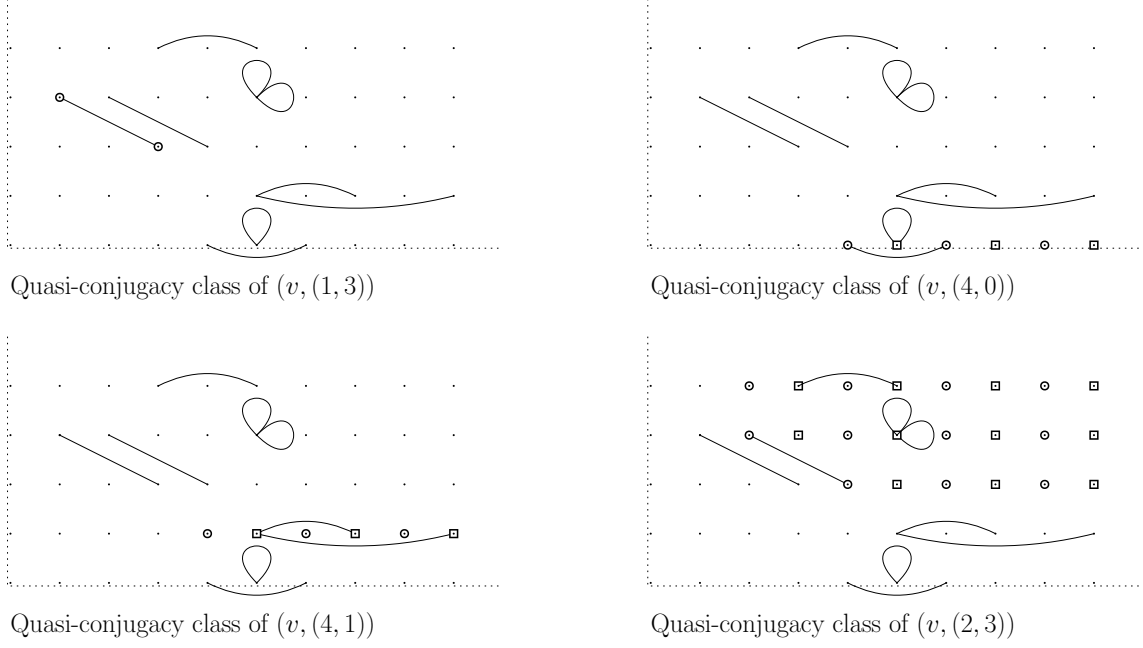 Quasi-conjugacy class of (v, (1, 3))
Quasi-conjugacy class of (v, (4, 0))
Quasi-conjugacy class of (v, (4, 1))
Quasi-conjugacy class of (v, (2, 3))